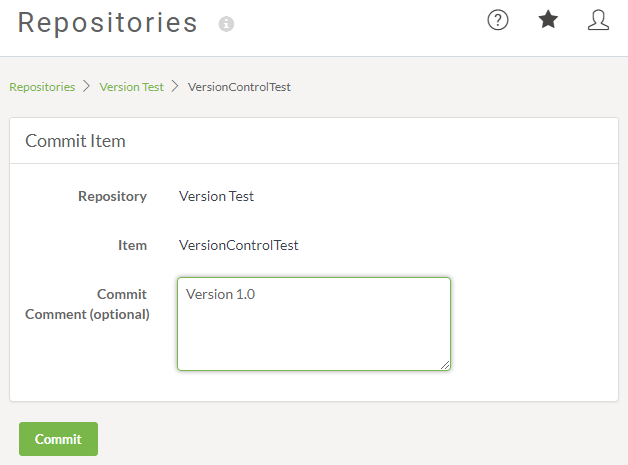 Repositories
Repositories > Version Test > VersionControlTest
Commit Item
Repository Version Test
Item VersionControlTest
Commit Version 1.0
Comment (optional)
Commit